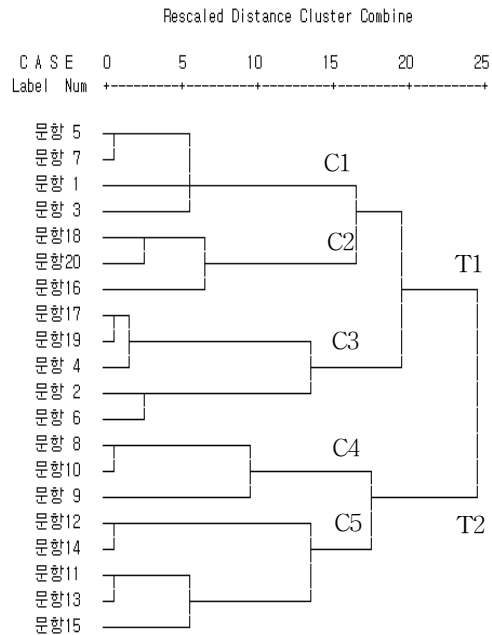 Rescaled Distance Cluster Combine
C A S E 0 5 10 15 20 25
Label Num +---------+---------+---------+---------+---------+
문항 5
문항 7
문항 1
C1
문항 3
문항18
C2
문항20
T1
문항16
문항17
문항19
C3
문항 4
문항 2
문항 6
문항 8
C4
문항10
문항 9
문항12
C5
T2
문항14
문항11
문항13
문항15